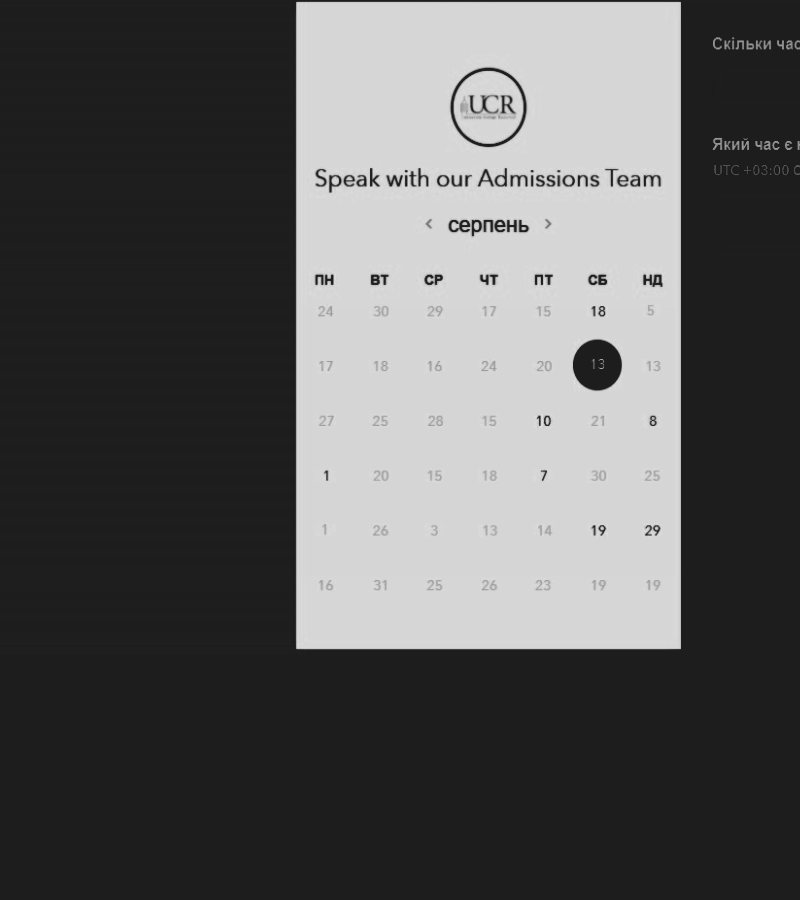 UCR
Speak with our Admissions Team
< серпень >
ПН ВТ СР ЧТ ПТ СБ НД
24 30 29 17 15 18 5
17 18 16 24 20 13 13
27 25 28 15 10 21 8
1 20 15 18 7 30 25
1 26 3 13 14 19 29
16 31 25 26 23 19 19
Скільки час
Який час є
UTC +03:00